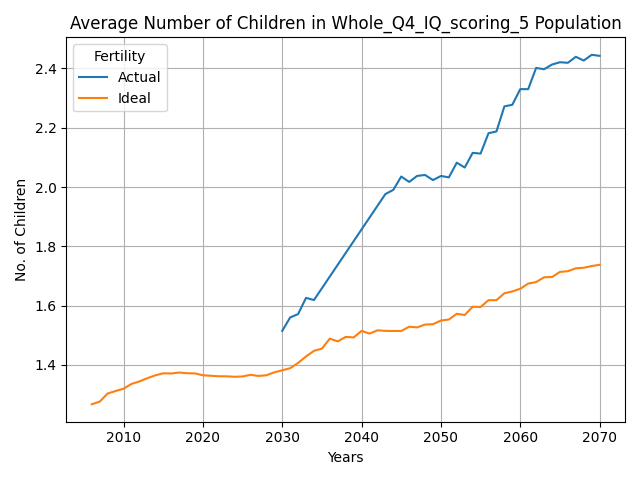 Average Number of Children in Whole_Q4_IQ_scoring_5 Population
Fertility
Actual
Ideal
No. of Children
2.4
2.2
2.0
1.8
1.6
1.4
2010 2020 2030 2040 2050 2060 2070
Years